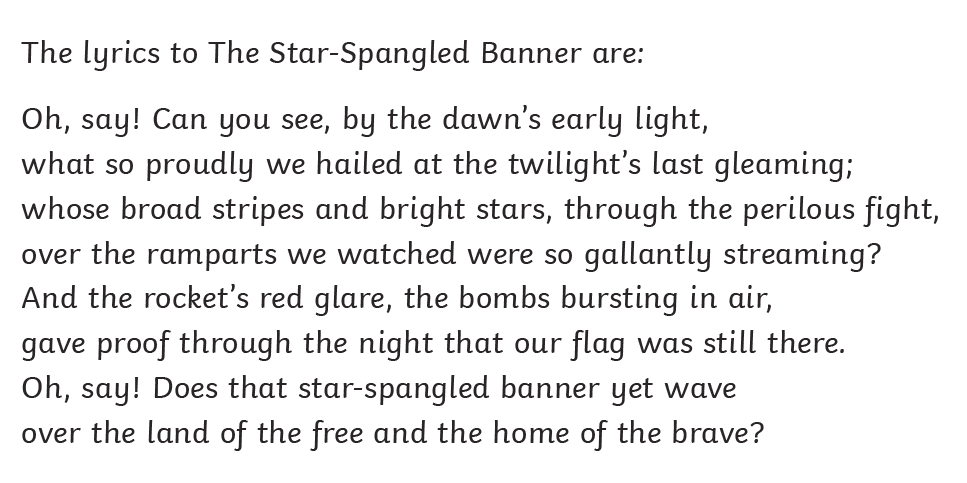 The lyrics to The Star-Spangled Banner are:
Oh, say! Can you see, by the dawn’s early light,
what so proudly we hailed at the twilight’s last gleaming;
whose broad stripes and bright stars, through the perilous fight,
over the ramparts we watched were so gallantly streaming?
And the rocket’s red glare, the bombs bursting in air,
gave proof through the night that our flag was still there.
Oh, say! Does that star-spangled banner yet wave
over the land of the free and the home of the brave?